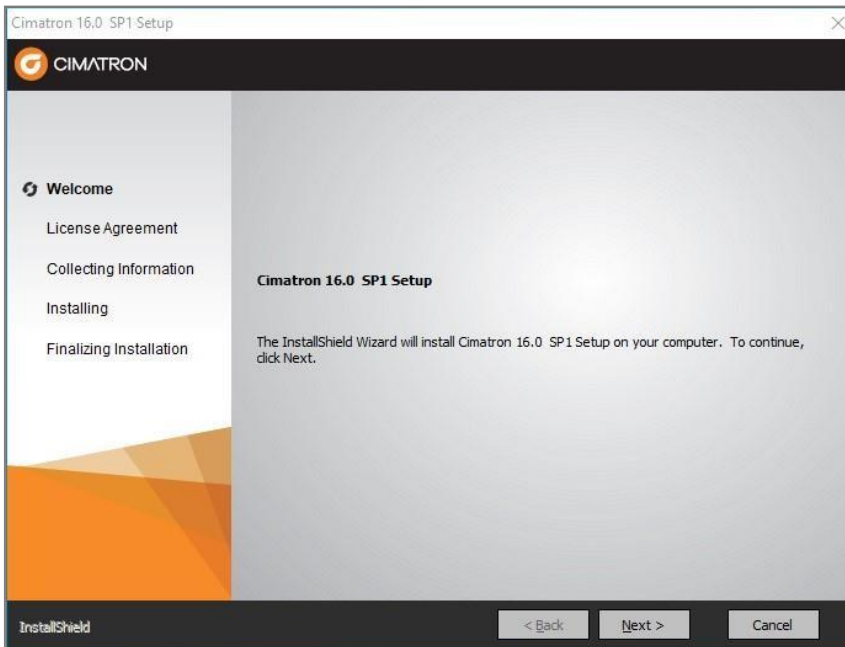 Cimatron 16.0 SP1 Setup
CIMATRON
Welcome
License Agreement
Collecting Information
Installing
Finalizing Installation
Cimatron 16.0 SP1 Setup
The InstallShield Wizard will install Cimatron 16.0 SP1 Setup on your computer. To continue,
click Next.
InstallShield
< Back
Next >
Cancel